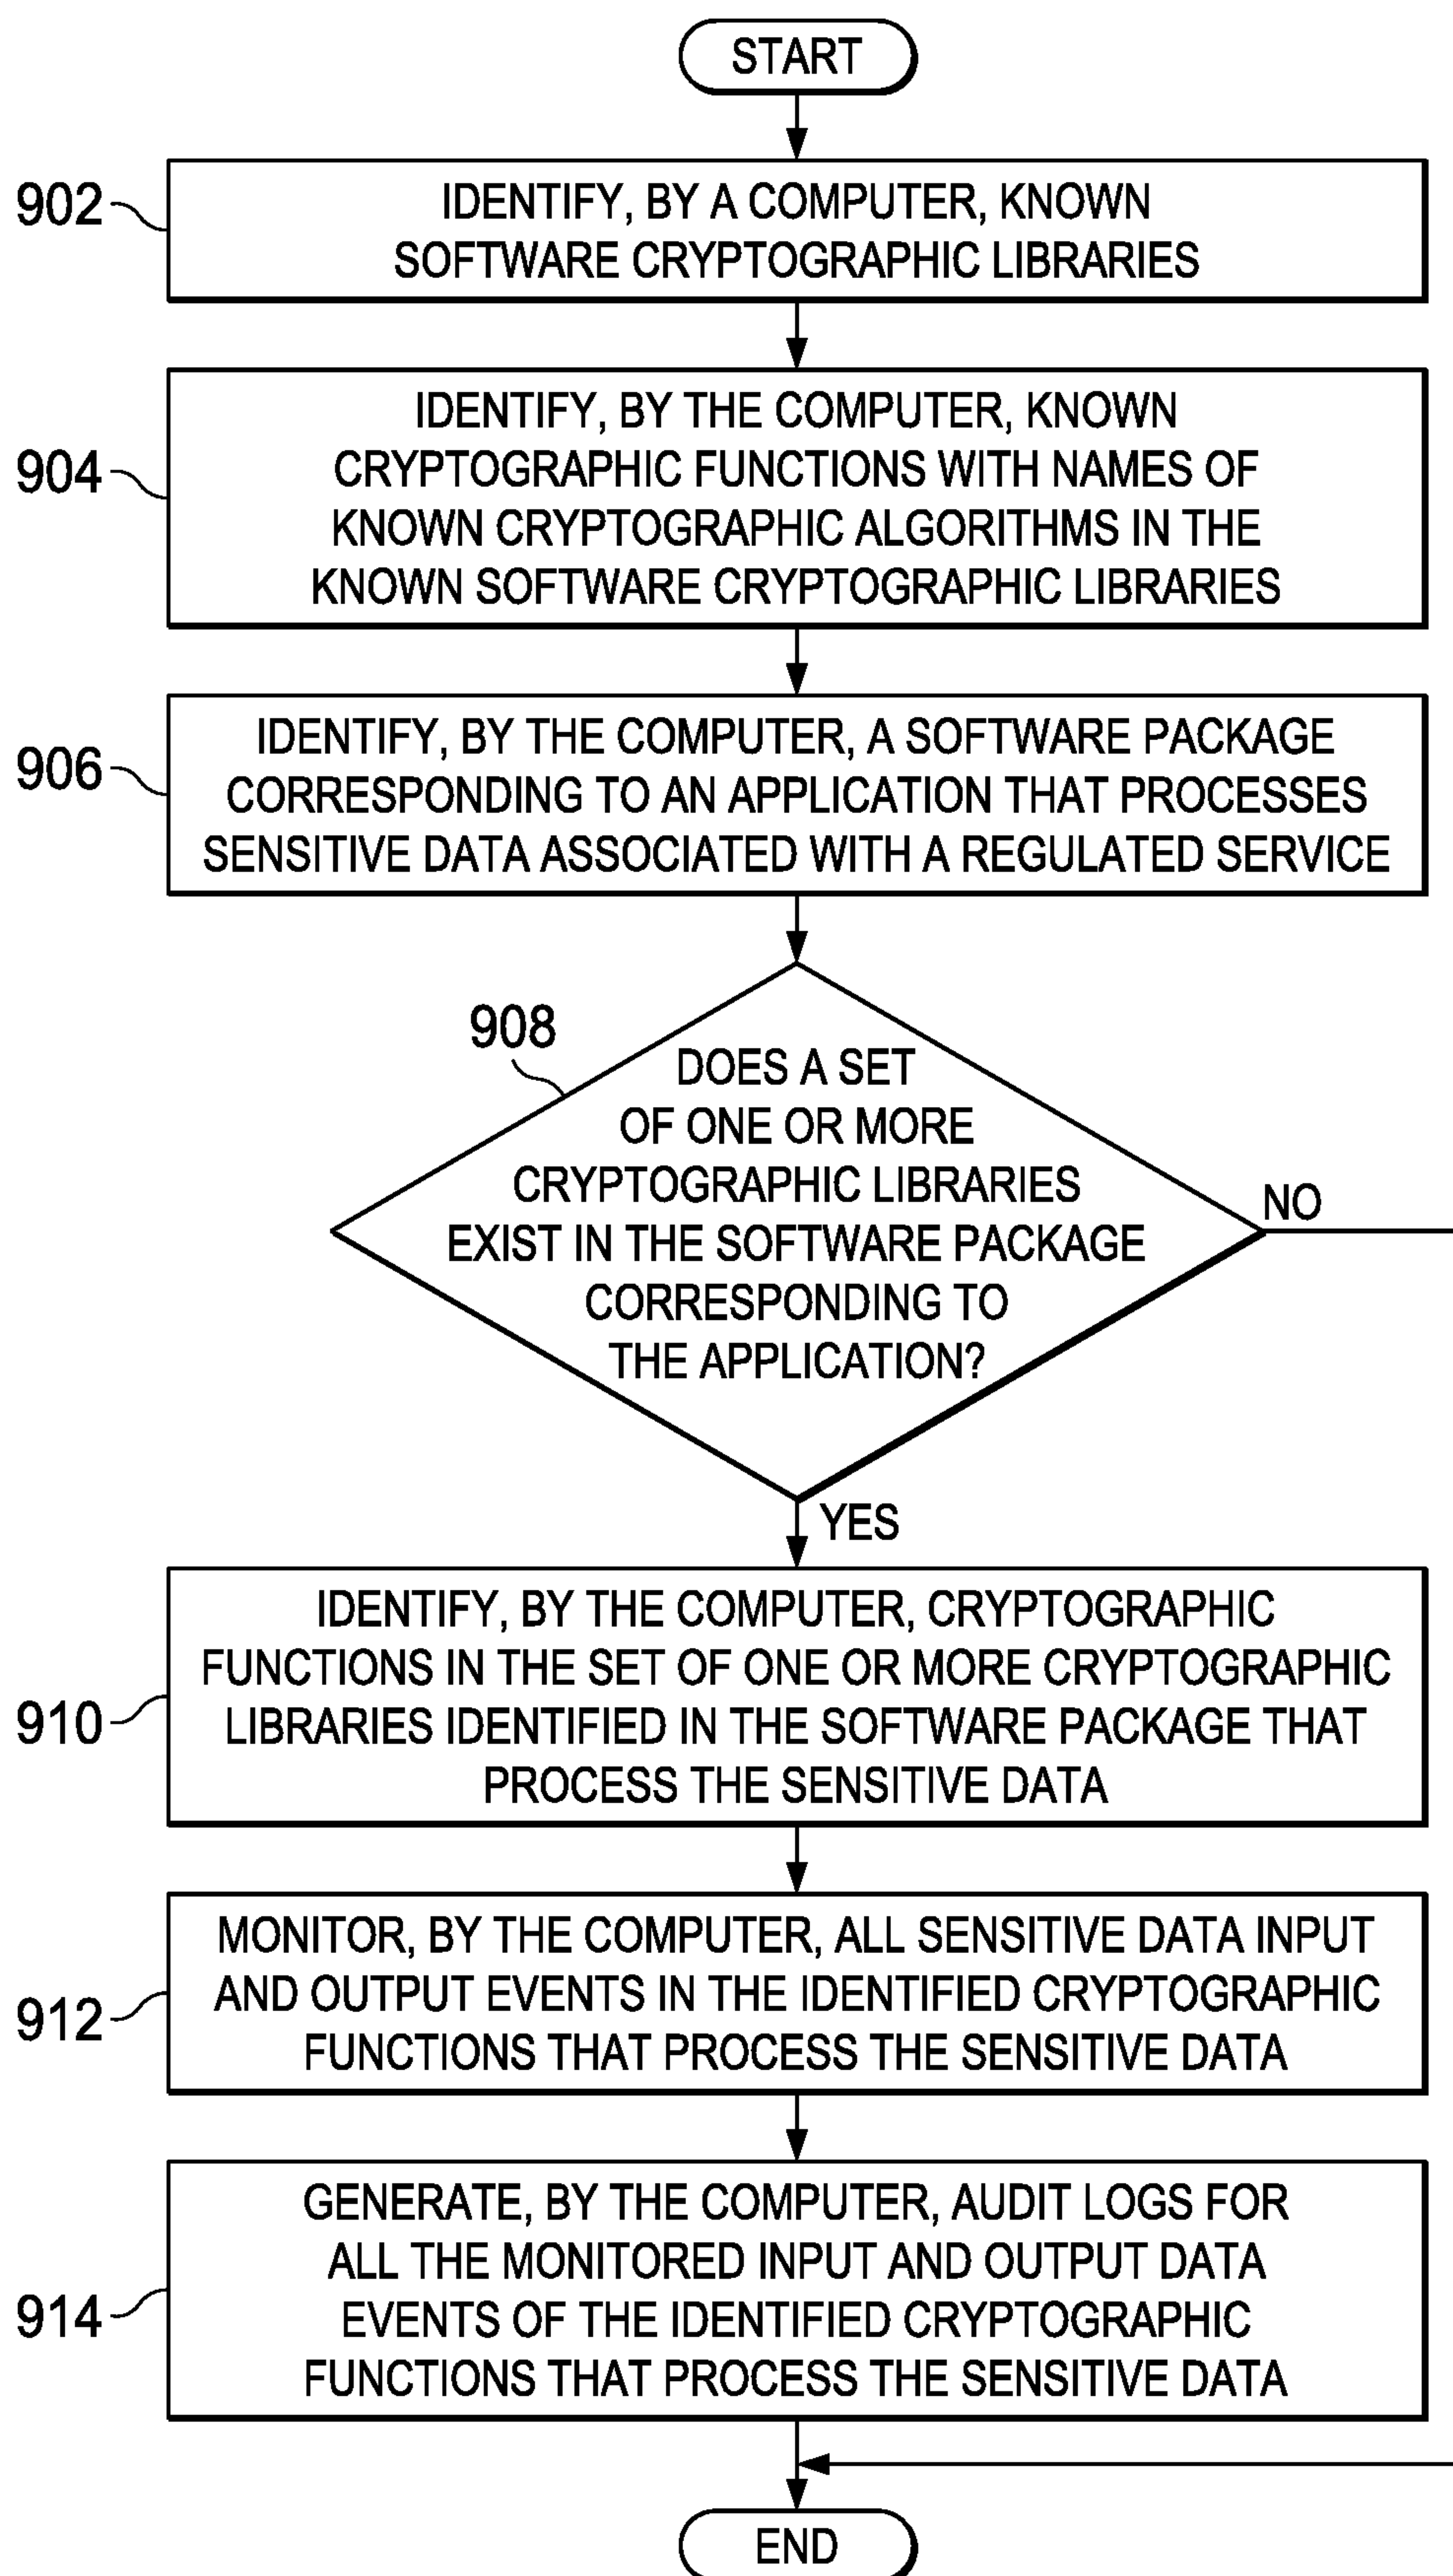 START
902
IDENTIFY, BY A COMPUTER, KNOWN
SOFTWARE CRYPTOGRAPHIC LIBRARIES
904
IDENTIFY, BY THE COMPUTER, KNOWN
CRYPTOGRAPHIC FUNCTIONS WITH NAMES OF
KNOWN CRYPTOGRAPHIC ALGORITHMS IN THE
KNOWN SOFTWARE CRYPTOGRAPHIC LIBRARIES
906
IDENTIFY, BY THE COMPUTER, A SOFTWARE PACKAGE
CORRESPONDING TO AN APPLICATION THAT PROCESSES
SENSITIVE DATA ASSOCIATED WITH A REGULATED SERVICE
908
DOES A SET
OF ONE OR MORE
CRYPTOGRAPHIC LIBRARIES
EXIST IN THE SOFTWARE PACKAGE
CORRESPONDING TO
THE APPLICATION?
NO
YES
910
IDENTIFY, BY THE COMPUTER, CRYPTOGRAPHIC
FUNCTIONS IN THE SET OF ONE OR MORE CRYPTOGRAPHIC
LIBRARIES IDENTIFIED IN THE SOFTWARE PACKAGE THAT
PROCESS THE SENSITIVE DATA
912
MONITOR, BY THE COMPUTER, ALL SENSITIVE DATA INPUT
AND OUTPUT EVENTS IN THE IDENTIFIED CRYPTOGRAPHIC
FUNCTIONS THAT PROCESS THE SENSITIVE DATA
914
GENERATE, BY THE COMPUTER, AUDIT LOGS FOR
ALL THE MONITORED INPUT AND OUTPUT DATA
EVENTS OF THE IDENTIFIED CRYPTOGRAPHIC
FUNCTIONS THAT PROCESS THE SENSITIVE DATA
END